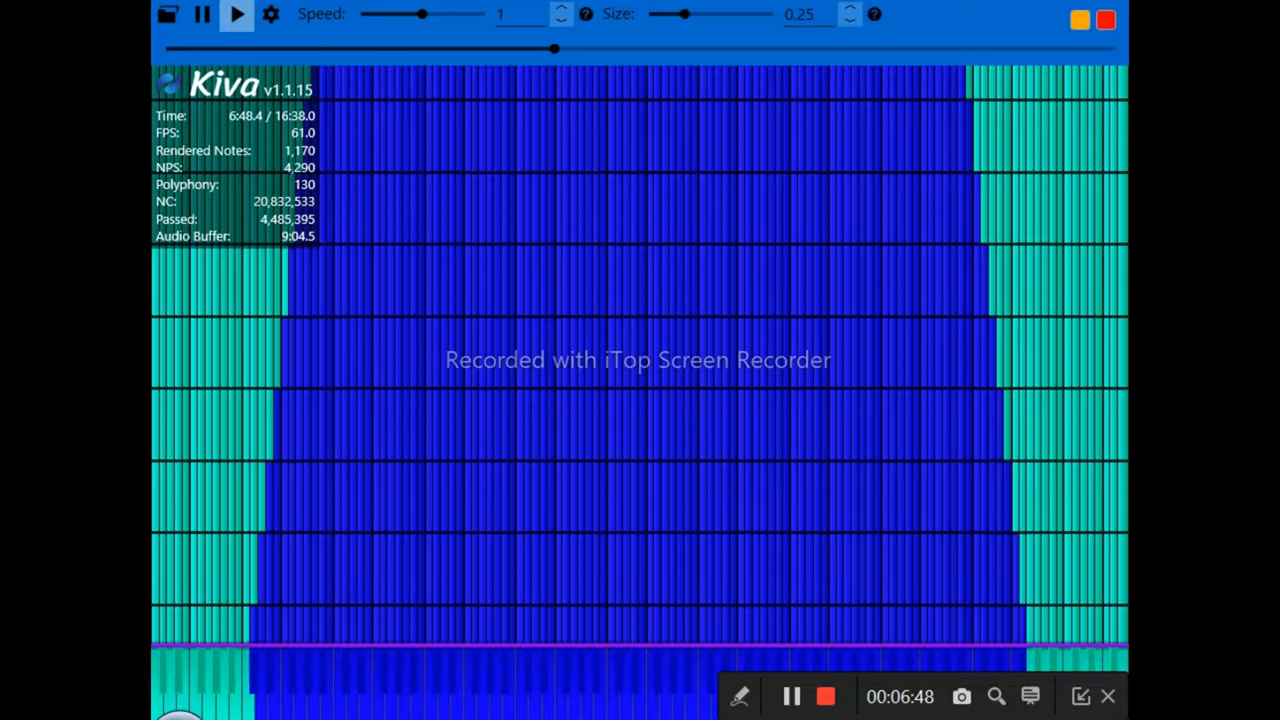 Speed: 1 Size: 0.25
Kiva v1.1.15
Time: 6:48.4 / 16:38.0
FPS: 61.0
Rendered Notes: 1,170
NPS: 4,290
Polyphony: 130
NC: 20,832,533
Passed: 4,485,395
Audio Buffer: 9:04.5
Recorded with iTop Screen Recorder
00:06:48